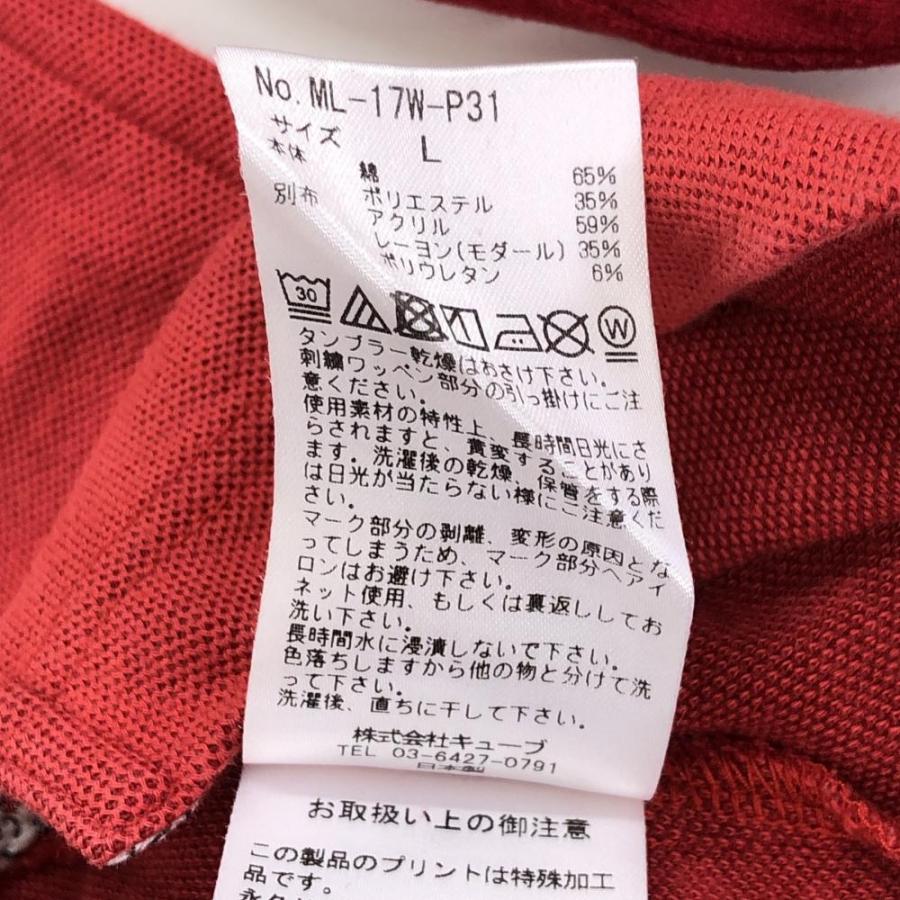 No. ML-17W-P31
サイズ L
本体 綿 65%
ポリエステル 35%
別布 アクリル 59%
レーヨン(モダール) 35%
ポリウレタン 6%
30 W
タンブラー乾燥はおさけ下さい。
刺繍ワッペン部分の引っ掛けにご注
意ください。
使用素材の特性上、長時間日光にさ
らされますと、黄変することがあり
ます。洗濯後の乾燥、保管をする際
は日光が当たらない様にご注意くだ
さい。
マーク部分の剥離、変形の原因とな
ってしまうため、マーク部分へアイ
ロンはお避け下さい。
ネット使用、もしくは裏返ししてお
洗い下さい。
長時間水に浸漬しないで下さい。
色落ちしますから他の物と分けて洗
って下さい。
洗濯後、直ちに干して下さい。
株式会社キューブ
TEL 03-6427-0791
日本製
お取扱い上の御注意
この製品のプリントは特殊加工
品です。